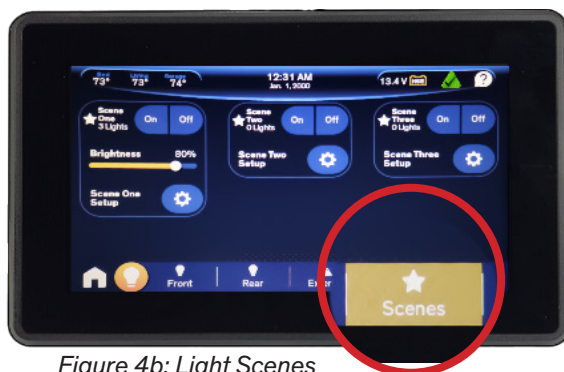 Bed Living Garage
73° 73° 74°
12:31 AM
Jan. 1, 2000
13.4 V
?
Scene One
3 Lights
On Off
Brightness 80%
Scene One Setup
Scene Two
0 Lights
On Off
Scene Two Setup
Scene Three
0 Lights
On Off
Scene Three Setup
Front
Rear
Scenes
Figure 4b: Light Scenes